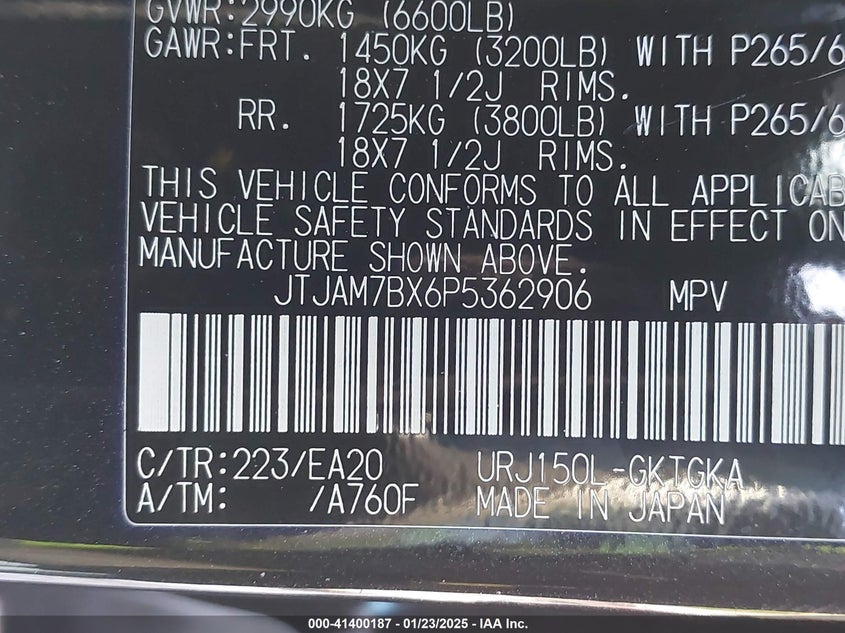 GVWR:2990KG (6600LB)
GAWR:FRT. 1450KG (3200LB) WITH P265/6
18X7 1/2J RIMS.
RR. 1725KG (3800LB) WITH P265/6
18X7 1/2J RIMS.
THIS VEHICLE CONFORMS TO ALL APPLICAB
VEHICLE SAFETY STANDARDS IN EFFECT ON
MANUFACTURE SHOWN ABOVE.
JTJAM7BX6P5362906 MPV
C/TR:223/EA20 URJ150L-GKTGKA
A/TM: /A760F MADE IN JAPAN
000-41400187 - 01/23/2025 - IAA Inc.